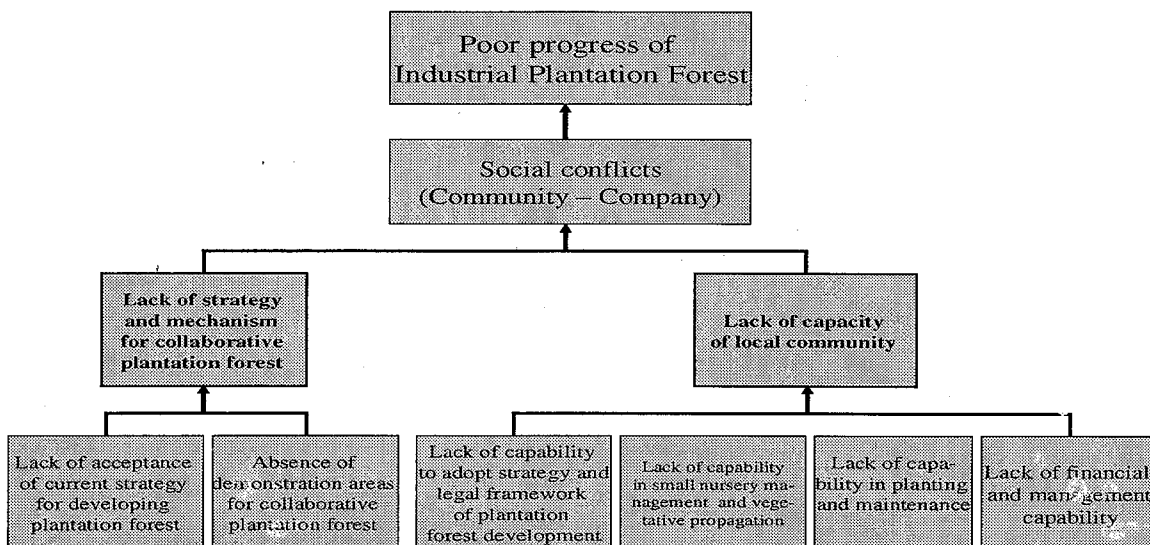 Poor progress of
Industrial Plantation Forest
Social conflicts
(Community – Company)
Lack of strategy
and mechanism
for collaborative
plantation forest
Lack of capacity
of local community
Lack of acceptance
of current strategy
for developing
plantation forest
Absence of
demonstration areas
for collaborative
plantation forest
Lack of capability
to adopt strategy and
legal framework
of plantation
forest development
Lack of capability
in small nursery ma-
nagement and vege-
tative propagation
Lack of capa-
bility in planting
and maintenance
Lack of financial
and management
capability